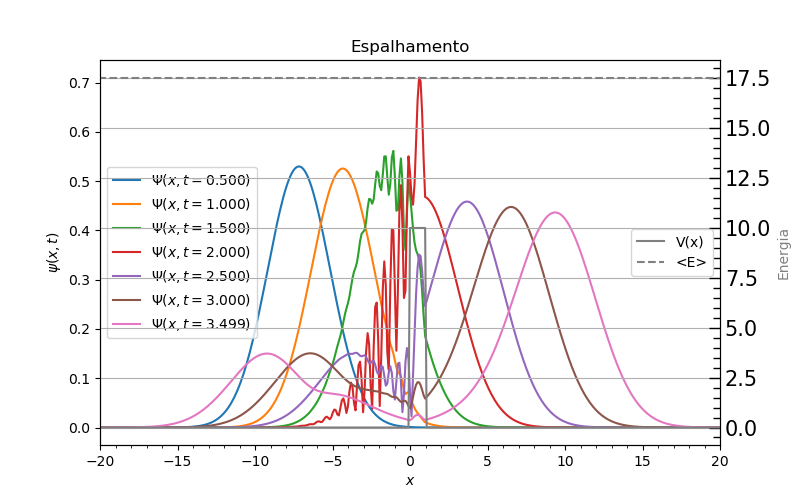 Espalhamento
ψ(x, t)
0.7
0.6
0.5
0.4
0.3
0.2
0.1
0.0
Ψ(x, t = 0.500)
Ψ(x, t = 1.000)
Ψ(x, t = 1.500)
Ψ(x, t = 2.000)
Ψ(x, t = 2.500)
Ψ(x, t = 3.000)
Ψ(x, t = 3.499)
V(x)
<E>
17.5
15.0
12.5
10.0
7.5
5.0
2.5
0.0
Energia
−20 −15 −10 −5 0 5 10 15 20
x